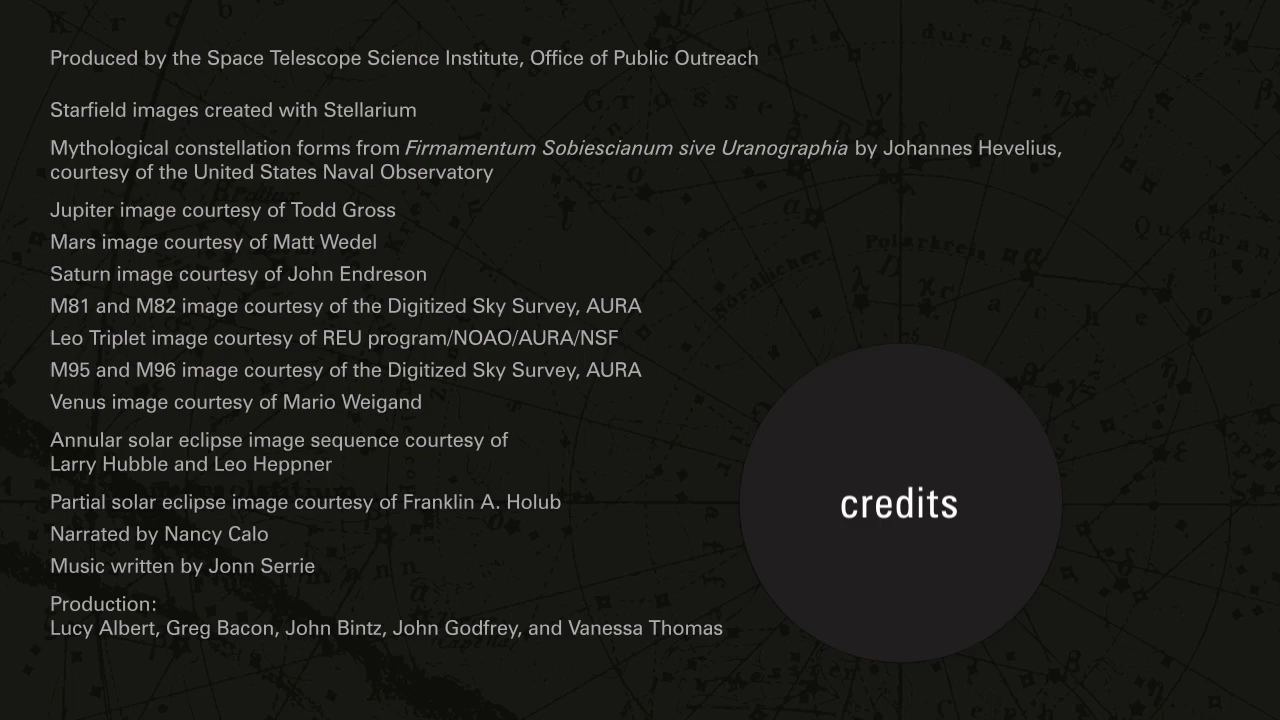 Produced by the Space Telescope Science Institute, Office of Public Outreach
Starfield images created with Stellarium
Mythological constellation forms from Firmamentum Sobiescianum sive Uranographia by Johannes Hevelius,
courtesy of the United States Naval Observatory
Jupiter image courtesy of Todd Gross
Mars image courtesy of Matt Wedel
Saturn image courtesy of John Endreson
M81 and M82 image courtesy of the Digitized Sky Survey, AURA
Leo Triplet image courtesy of REU program/NOAO/AURA/NSF
M95 and M96 image courtesy of the Digitized Sky Survey, AURA
Venus image courtesy of Mario Weigand
Annular solar eclipse image sequence courtesy of
Larry Hubble and Leo Heppner
Partial solar eclipse image courtesy of Franklin A. Holub
Narrated by Nancy Calo
Music written by Jonn Serrie
Production:
Lucy Albert, Greg Bacon, John Bintz, John Godfrey, and Vanessa Thomas
credits